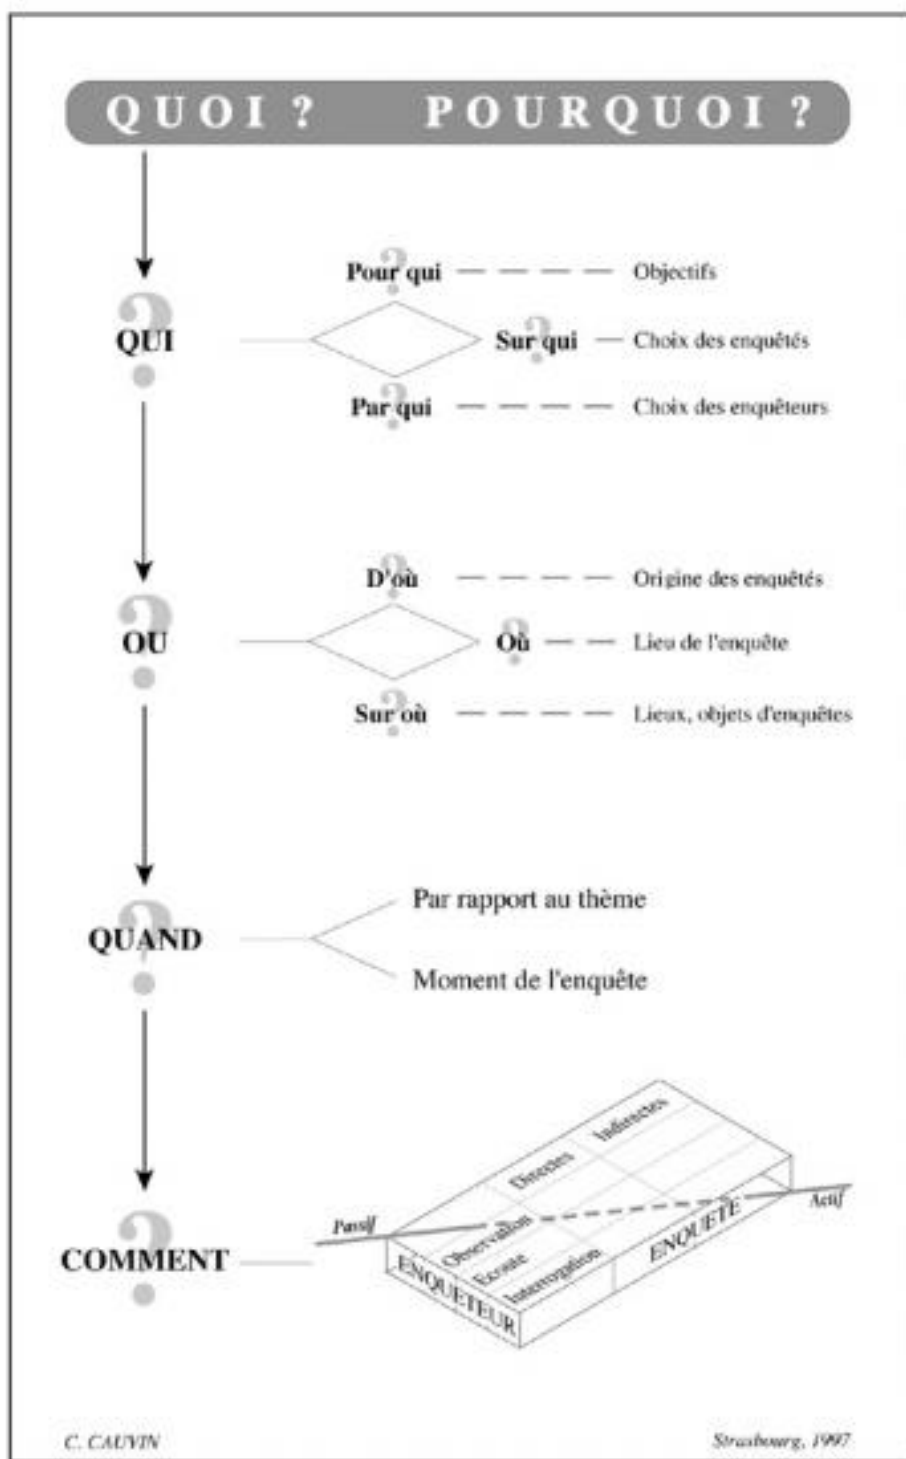 QUOI ? POURQUOI ?
Pour qui Objectifs
QUI Sur qui Choix des enquêtés
Par qui Choix des enquêteurs
D'où Origine des enquêtés
OU Où Lieu de l'enquête
Sur où Lieux, objets d'enquêtes
Par rapport au thème
QUAND
Moment de l'enquête
Directes Indirectes
Passif Actif
Observation
COMMENT Ecoute
Interrogation
ENQUETEUR ENQUETE
C. CAUVIN Strasbourg, 1997